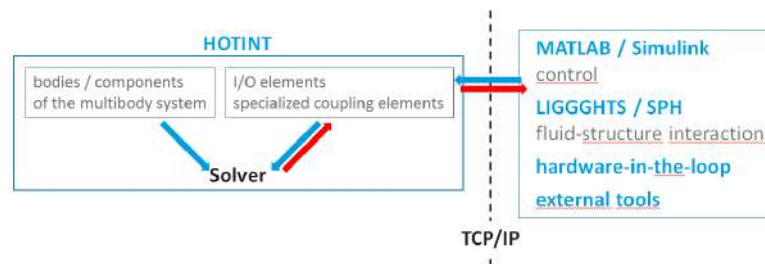 HOTINT
bodies / components
of the multibody system
I/O elements
specialized coupling elements
Solver
TCP/IP
MATLAB / Simulink
control
LIGGGHTS / SPH
fluid-structure interaction
hardware-in-the-loop
external tools